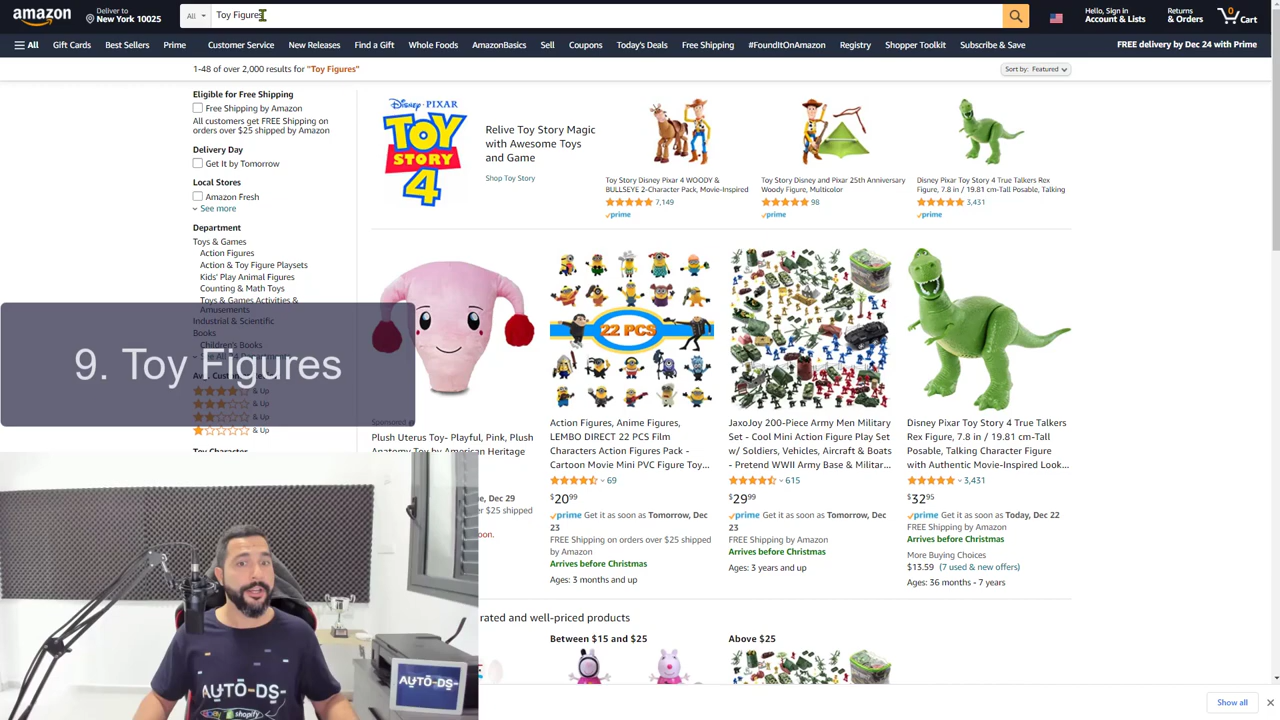 amazon
Deliver to
New York 10025
All
Toy Figures
Hello, Sign in
Account & Lists
Returns
& Orders
0
Cart
All
Gift Cards
Best Sellers
Prime
Customer Service
New Releases
Find a Gift
Whole Foods
AmazonBasics
Sell
Coupons
Today's Deals
Free Shipping
#FoundItOnAmazon
Registry
Shopper Toolkit
Subscribe & Save
FREE delivery by Dec 24 with Prime
1-48 of over 2,000 results for "Toy Figures"
Sort by: Featured
Eligible for Free Shipping
Free Shipping by Amazon
All customers get FREE Shipping on
orders over $25 shipped by Amazon
Delivery Day
Get It by Tomorrow
Local Stores
Amazon Fresh
See more
Department
Toys & Games
Action Figures
Action & Toy Figure Playsets
Kids' Play Animal Figures
Counting & Math Toys
Toys & Games Activities &
Amusements
Industrial & Scientific
Books
Children's Books
9. Toy Figures
& Up
& Up
& Up
& Up
Disney · PIXAR
TOY
STORY
4
Relive Toy Story Magic
with Awesome Toys
and Game
Shop Toy Story
Toy Story Disney Pixar 4 WOODY &
BULLSEYE 2-Character Pack, Movie-Inspired
7,149
prime
Toy Story Disney and Pixar 25th Anniversary
Woody Figure, Multicolor
98
prime
Disney Pixar Toy Story 4 True Talkers Rex
Figure, 7.8 in / 19.81 cm-Tall Posable, Talking
3,431
prime
Plush Uterus Toy- Playful, Pink, Plush
Anatomy Toy by American Heritage
e, Dec 29
er $25 shipped
oon.
22 PCS
Action Figures, Anime Figures,
LEMBO DIRECT 22 PCS Film
Characters Action Figures Pack -
Cartoon Movie Mini PVC Figure Toy...
69
$20.99
prime Get it as soon as Tomorrow, Dec
23
FREE Shipping on orders over $25 shipped
by Amazon
Arrives before Christmas
Ages: 3 months and up
JaxoJoy 200-Piece Army Men Military
Set - Cool Mini Action Figure Play Set
w/ Soldiers, Vehicles, Aircraft & Boats
- Pretend WWII Army Base & Militar...
615
$29.99
prime Get it as soon as Tomorrow, Dec
23
FREE Shipping by Amazon
Arrives before Christmas
Ages: 3 years and up
Disney Pixar Toy Story 4 True Talkers
Rex Figure, 7.8 in / 19.81 cm-Tall
Posable, Talking Character Figure
with Authentic Movie-Inspired Look...
3,431
$32.95
prime Get it as soon as Today, Dec 22
FREE Shipping by Amazon
Arrives before Christmas
More Buying Choices
$13.59 (7 used & new offers)
Ages: 36 months - 7 years
rated and well-priced products
Between $15 and $25
Above $25
AUTO-DS-
ebay shopify
AUTO-DS-
Show all